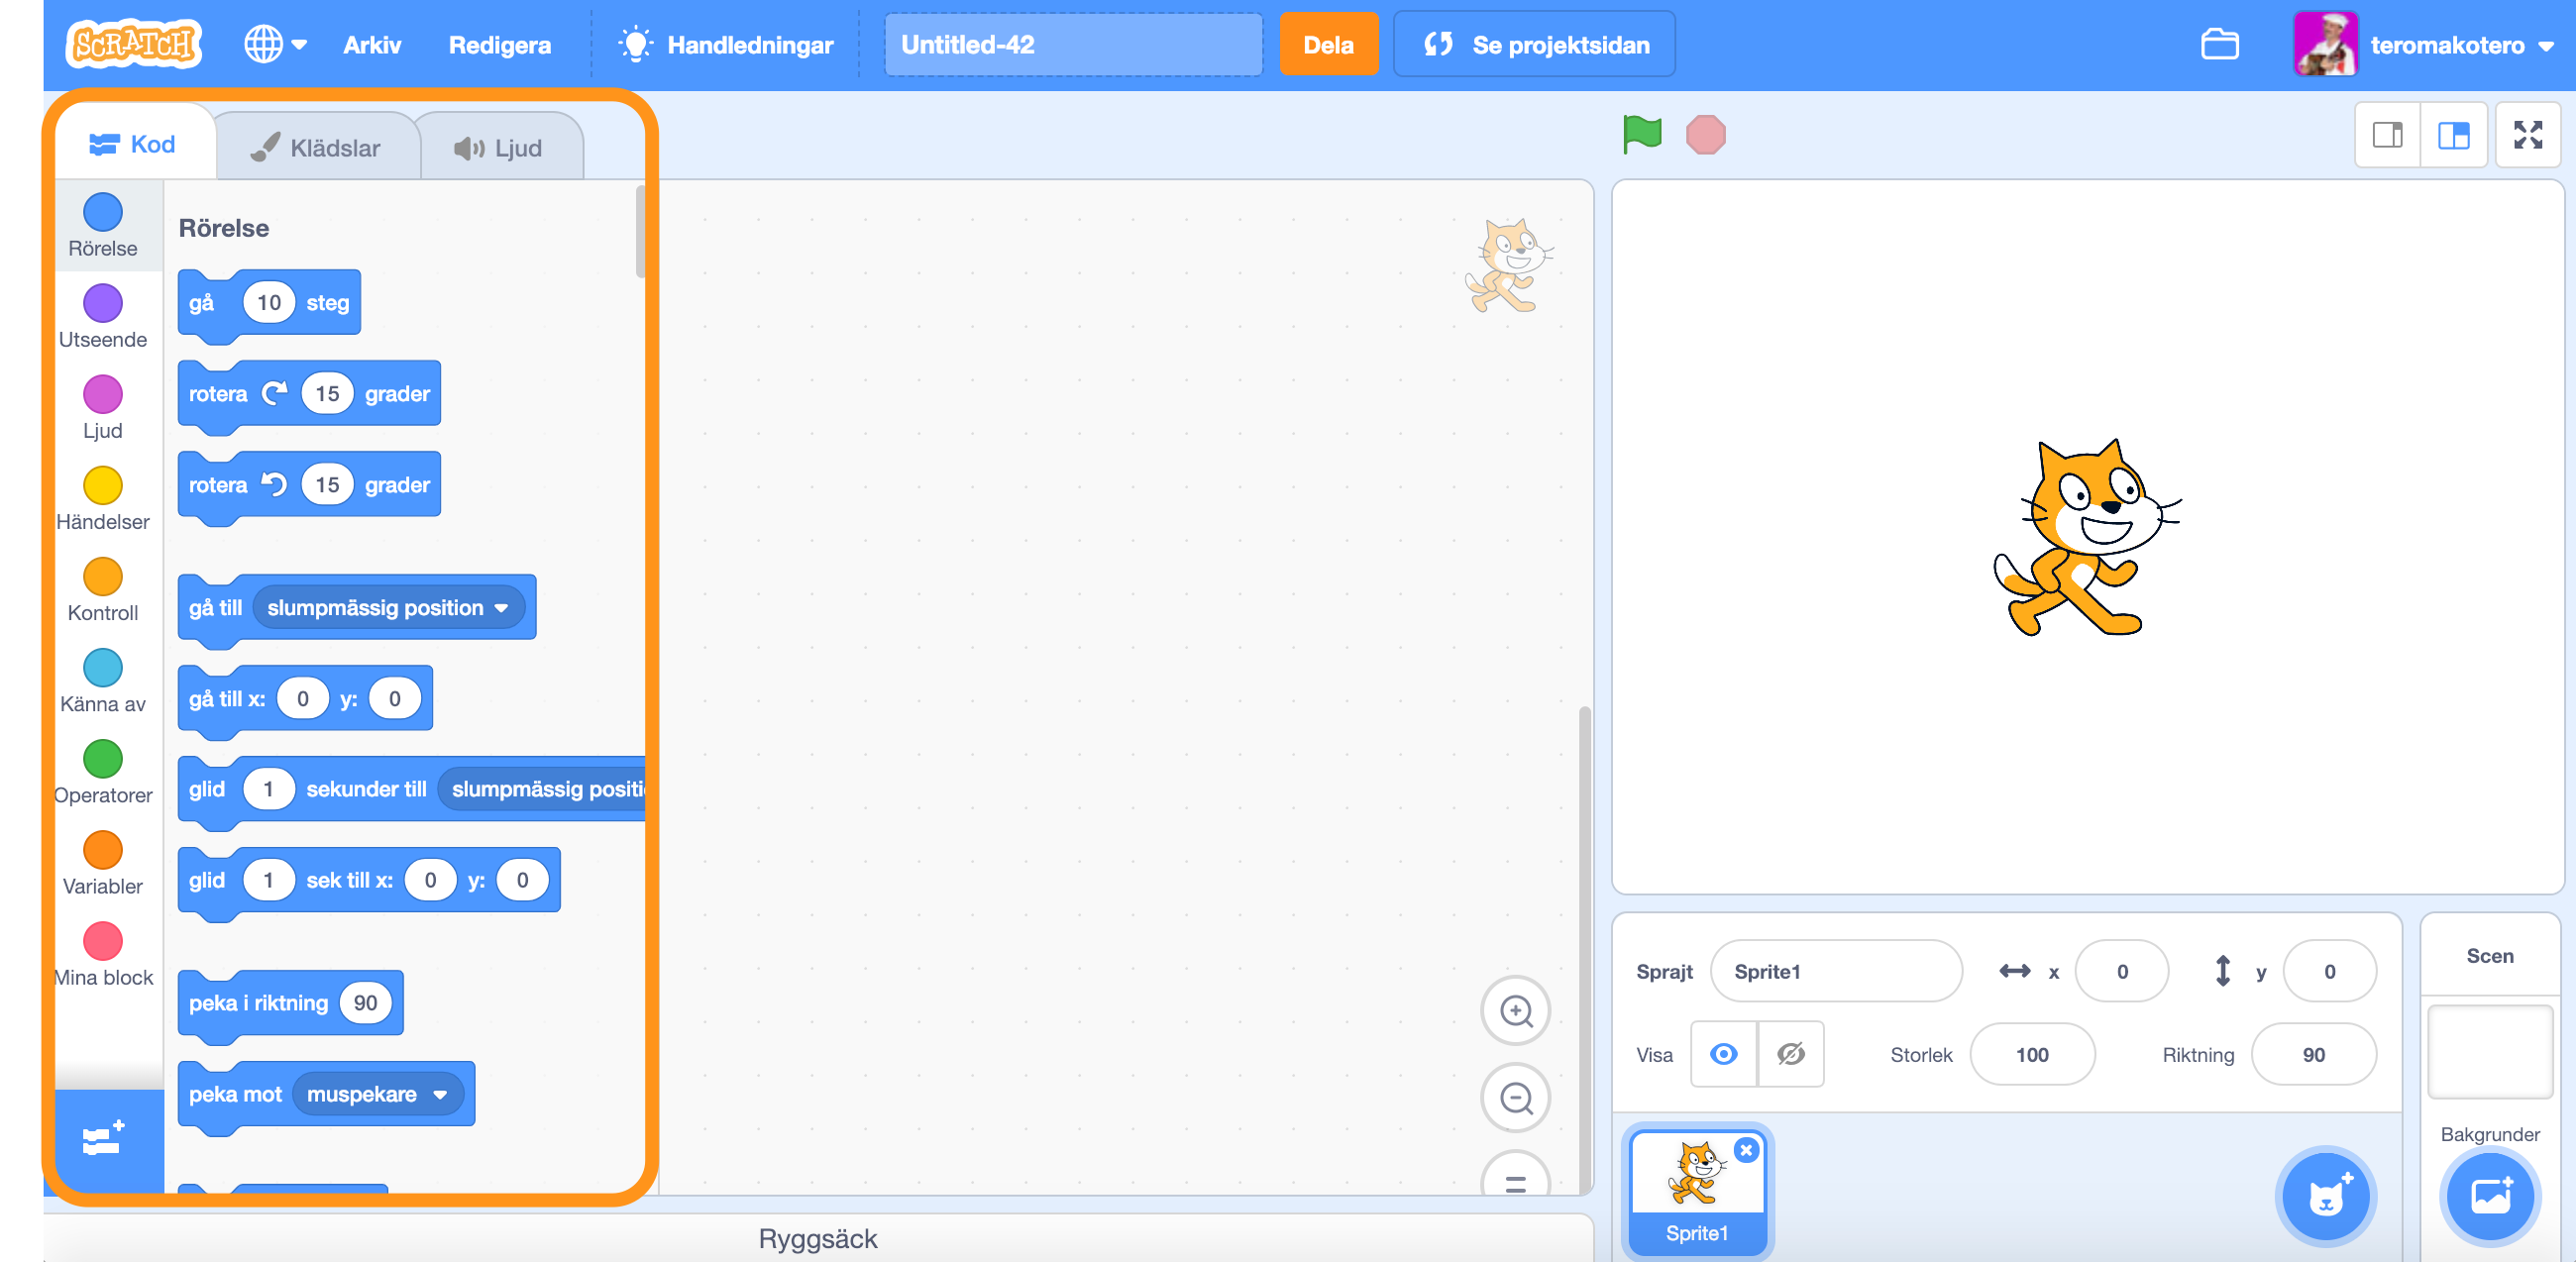 SCRATCH Arkiv Redigera Handledningar Untitled-42 Dela Se projektsidan teromakotero
Kod Klädslar Ljud
Rörelse
Utseende
Ljud
Händelser
Kontroll
Känna av
Operatorer
Variabler
Mina block
Rörelse
gå 10 steg
rotera 15 grader
rotera 15 grader
gå till slumpmässig position
gå till x: 0 y: 0
glid 1 sekunder till slumpmässig positi
glid 1 sek till x: 0 y: 0
peka i riktning 90
peka mot muspekare
Ryggsäck
Sprajt Sprite1 x 0 y 0
Visa Storlek 100 Riktning 90
Sprite1
Scen
Bakgrunder